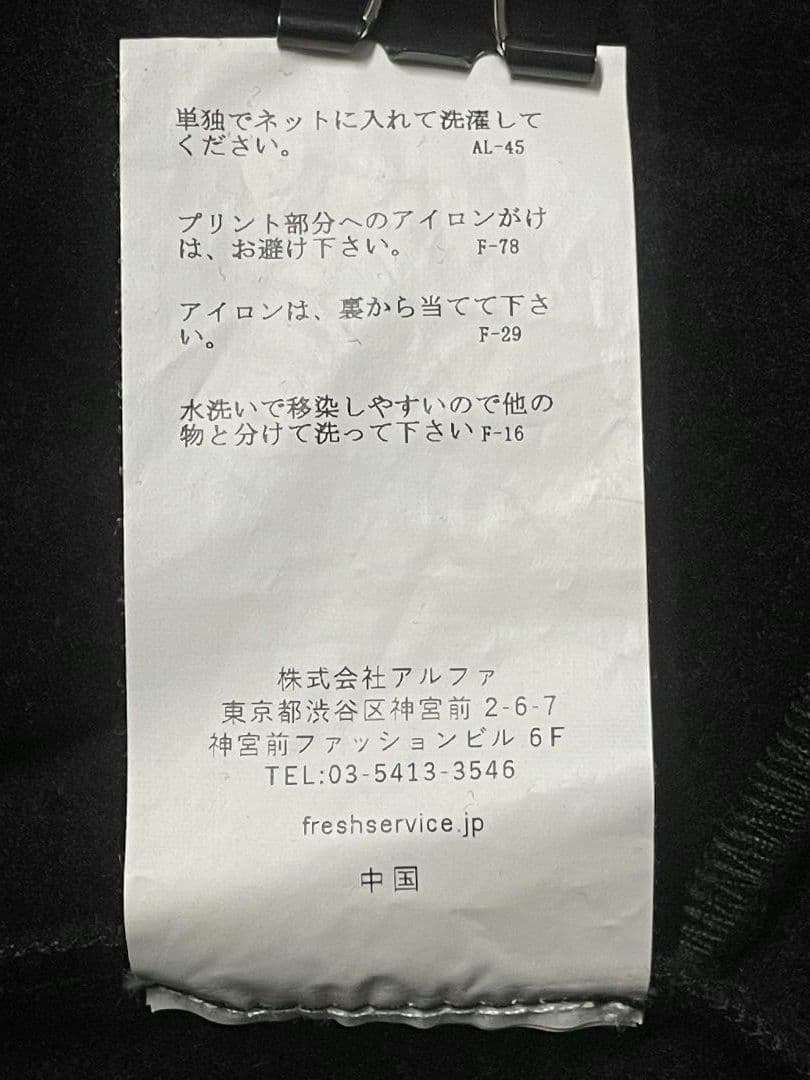 単独でネットに入れて洗濯して
ください。 AL-45
プリント部分へのアイロンがけ
は、お避け下さい。 F-78
アイロンは、裏から当てて下さ
い。 F-29
水洗いで移染しやすいので他の
物と分けて洗って下さい F-16
株式会社アルファ
東京都渋谷区神宮前 2-6-7
神宮前ファッションビル 6F
TEL:03-5413-3546
freshservice.jp
中国